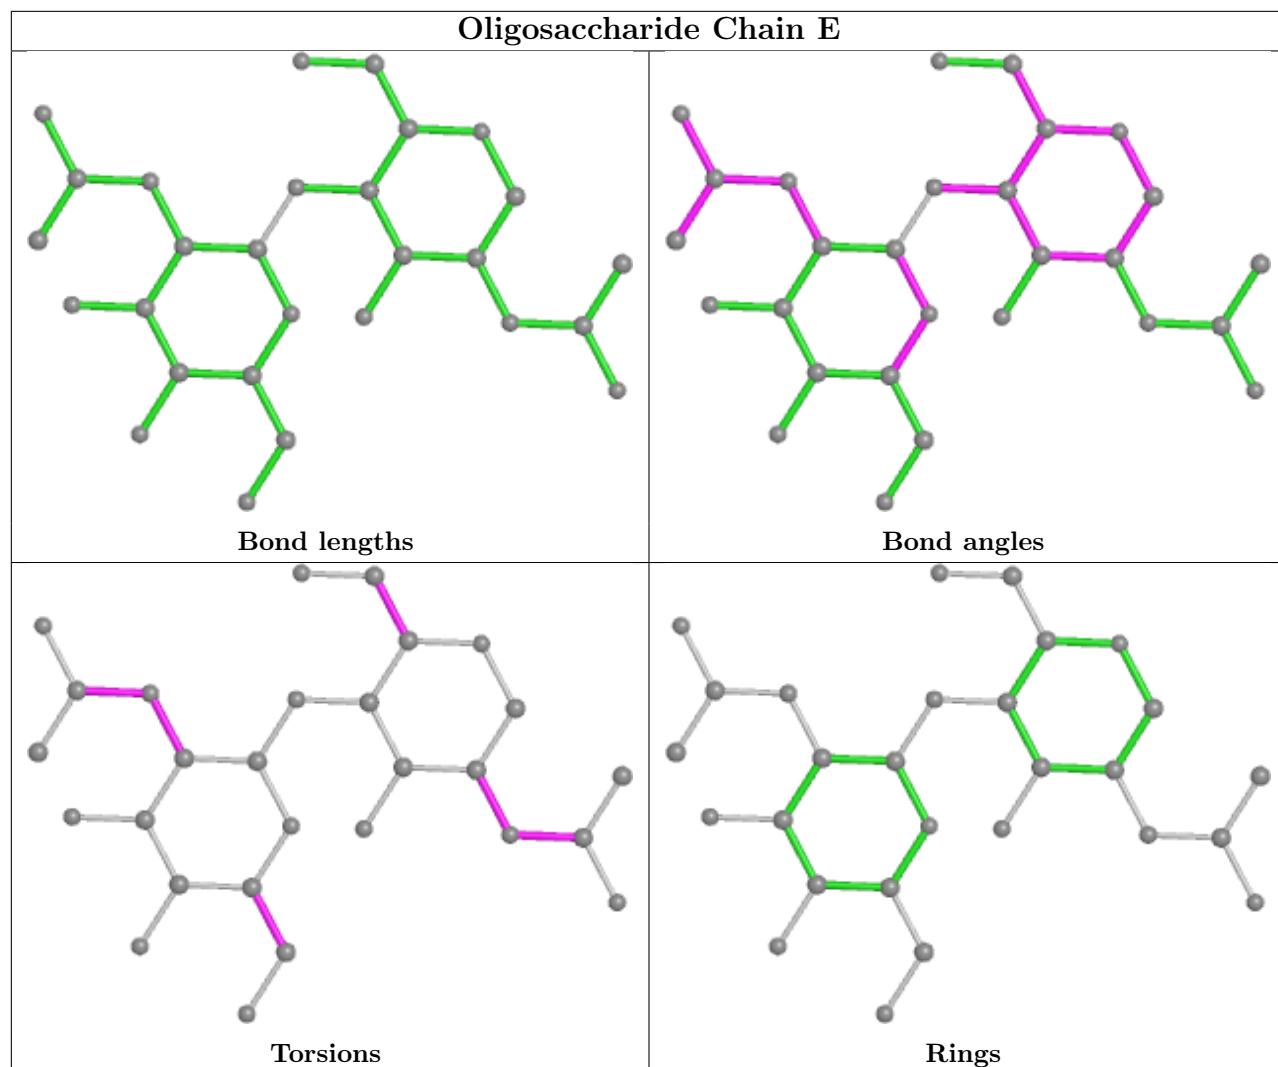 Oligosaccharide Chain E
Bond lengths
Bond angles
Torsions
Rings